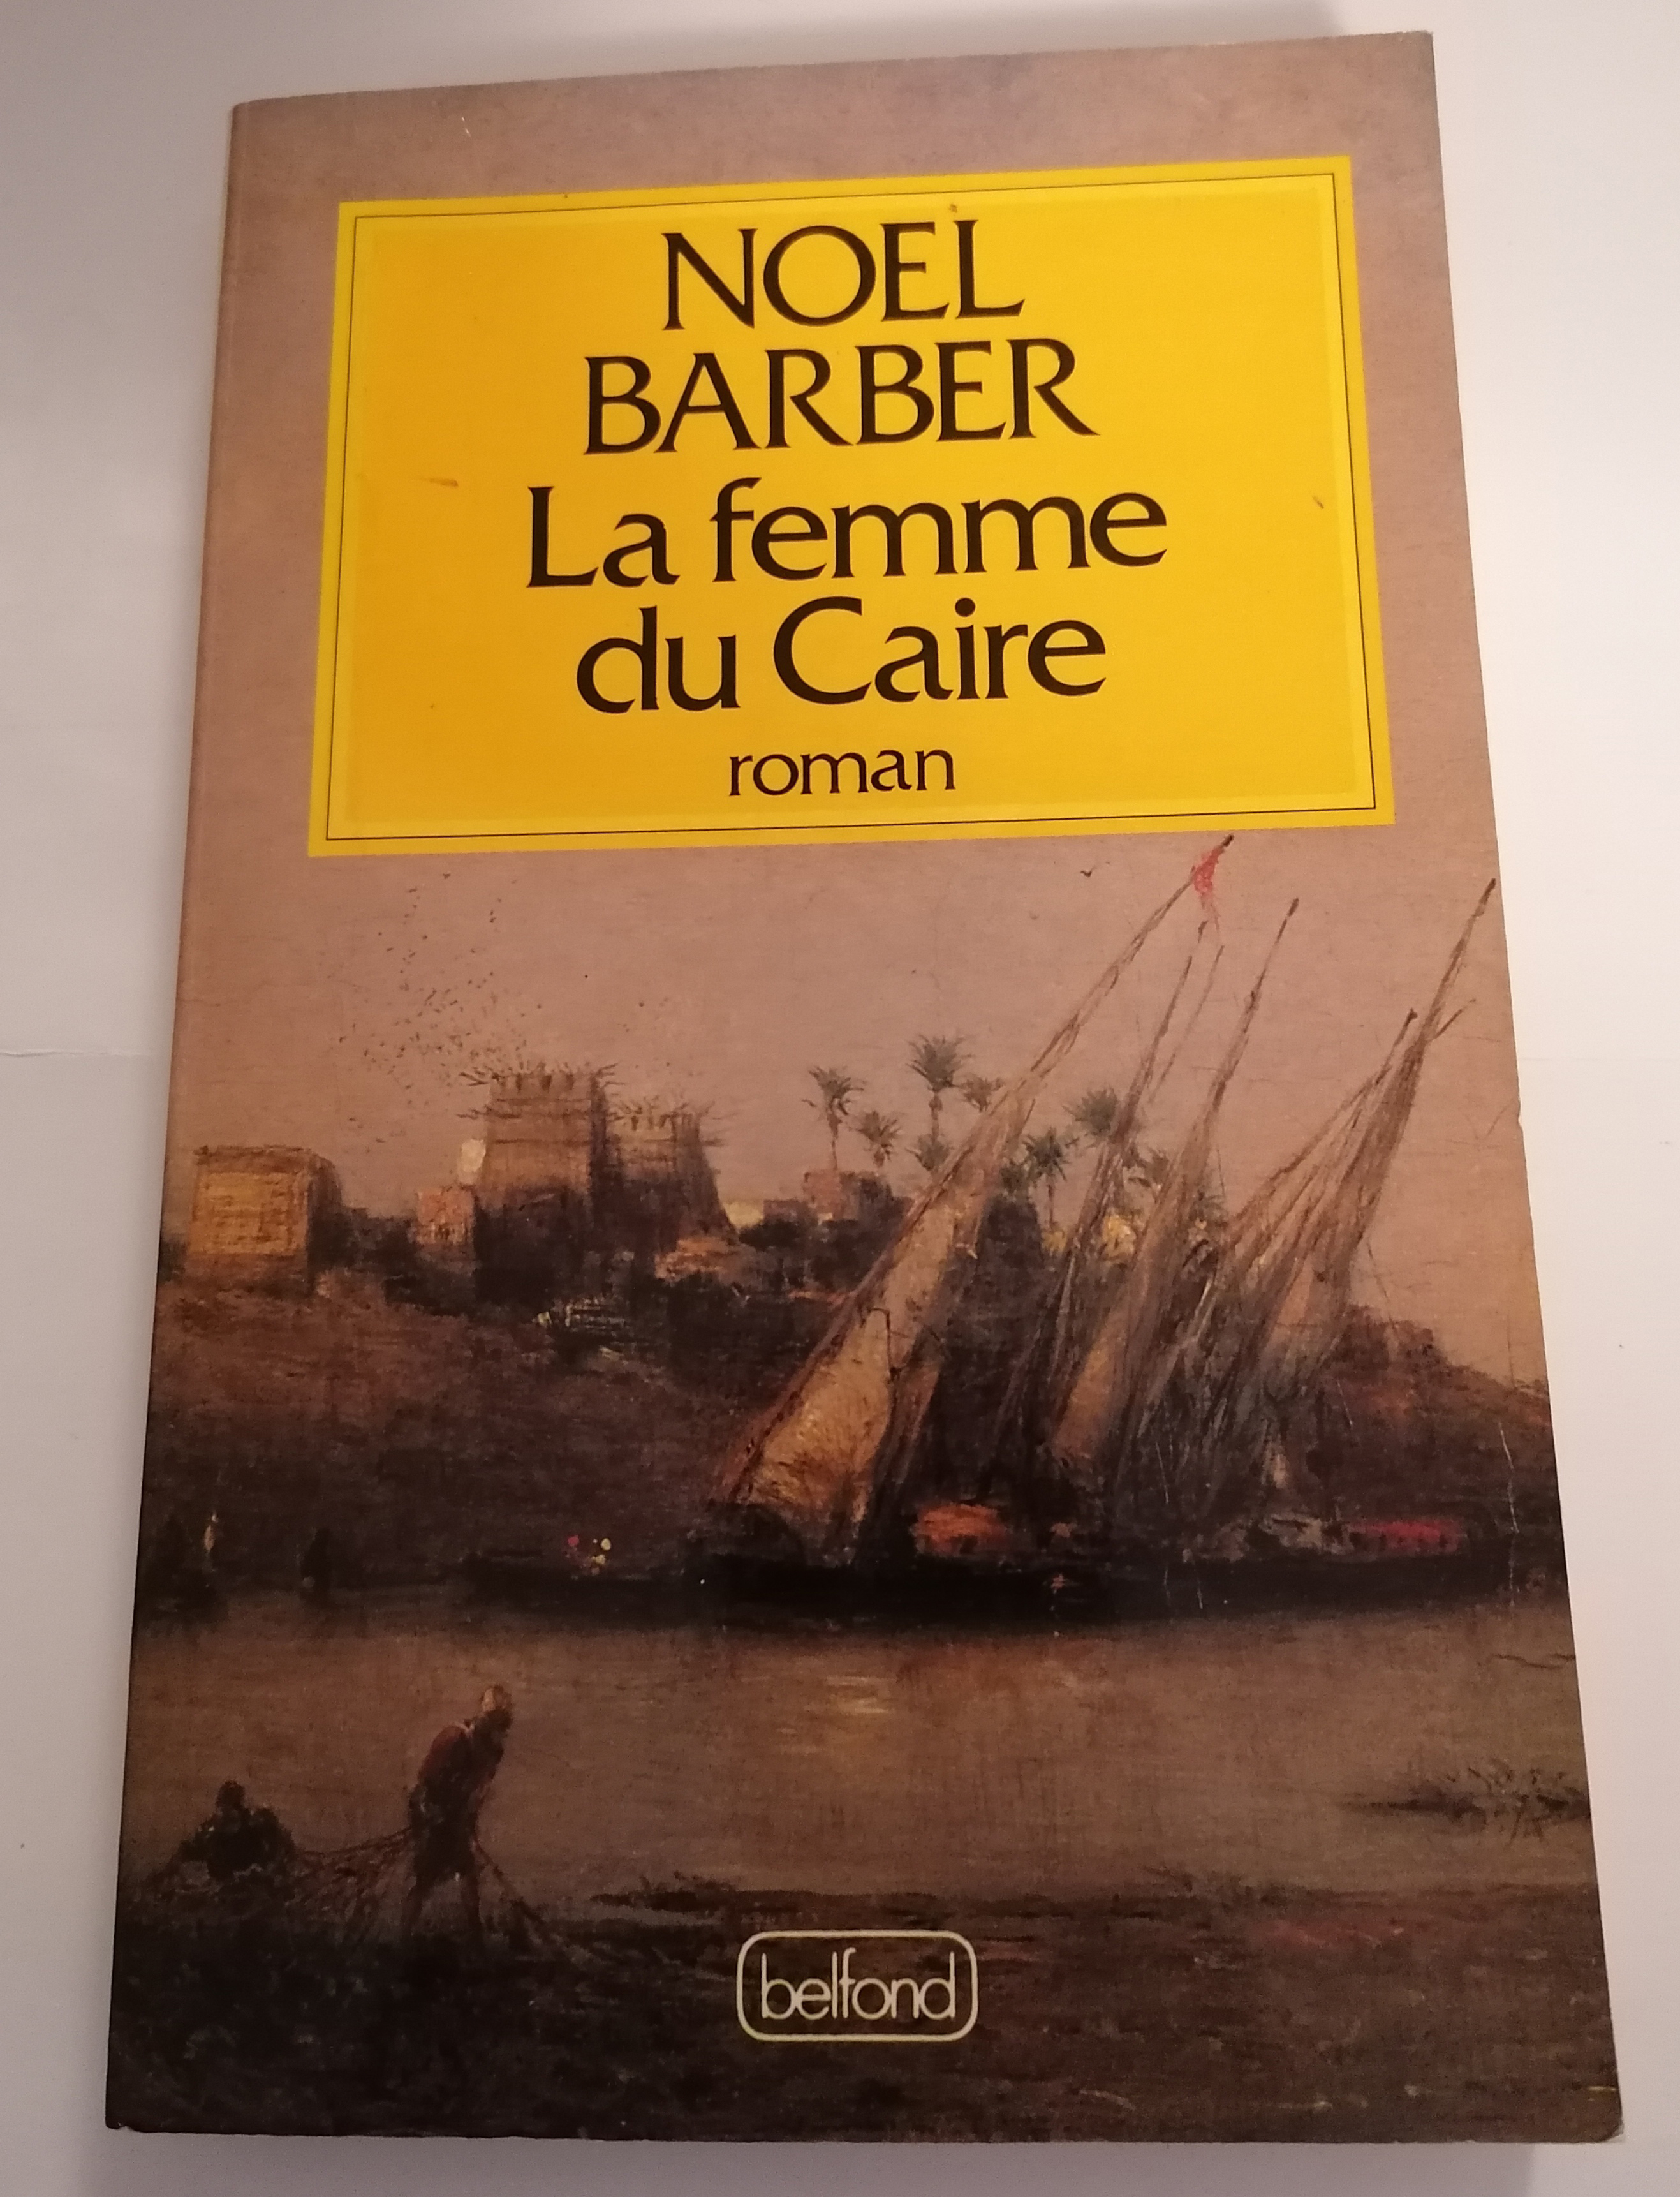 NOEL
BARBER
La femme
du Caire
roman
belfond